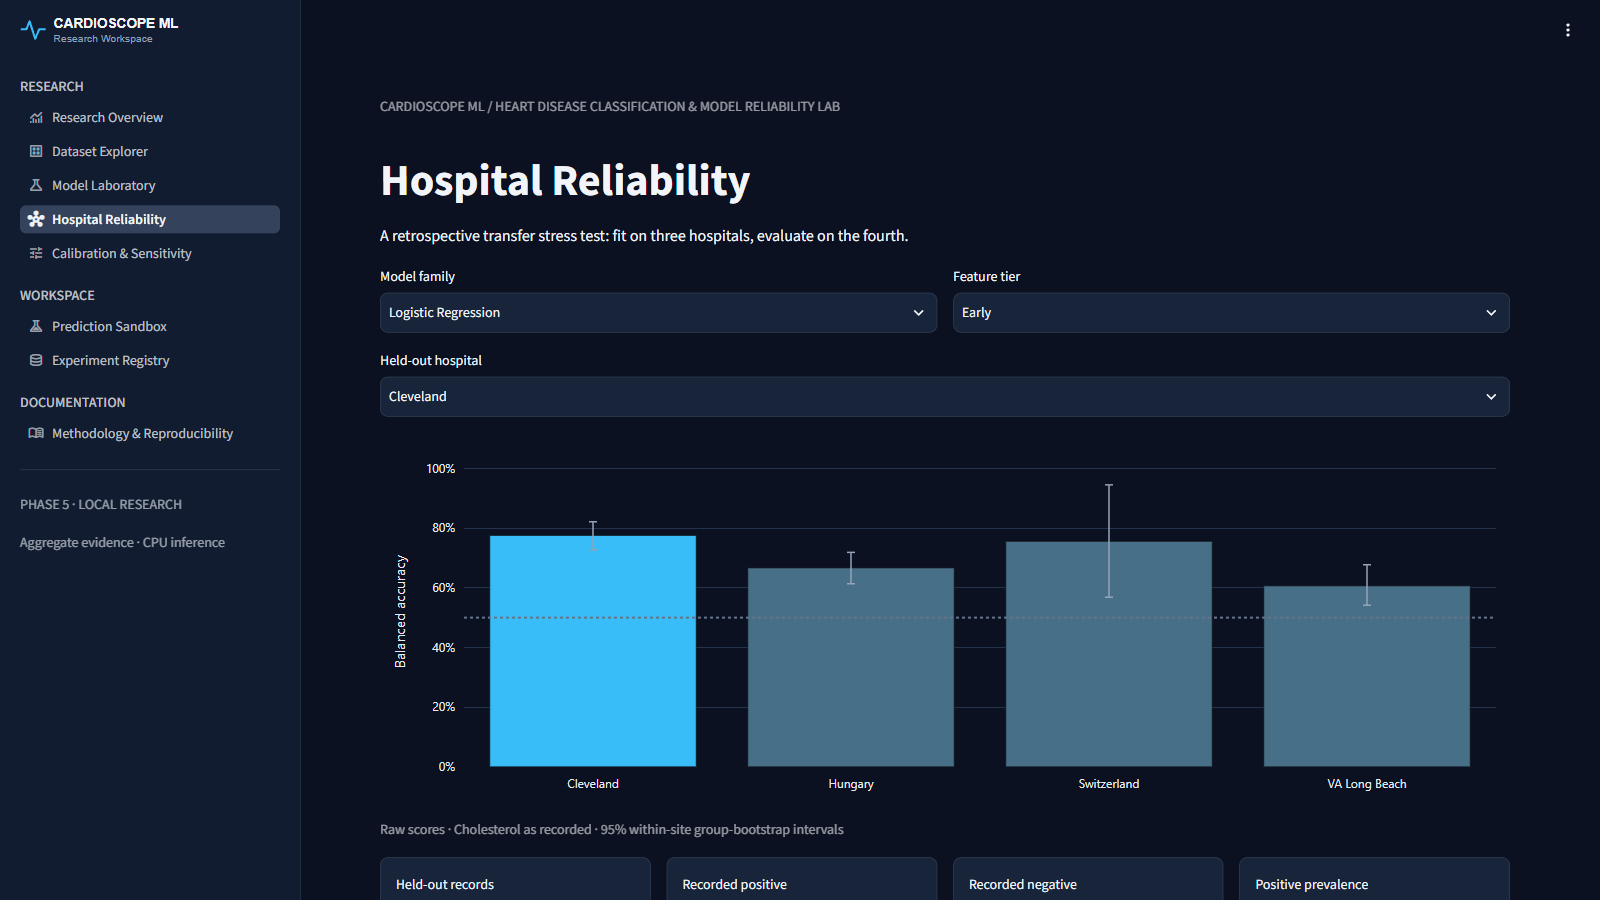 CARDIOSCOPE ML
Research Workspace
RESEARCH
Research Overview
Dataset Explorer
Model Laboratory
Hospital Reliability
Calibration & Sensitivity
WORKSPACE
Prediction Sandbox
Experiment Registry
DOCUMENTATION
Methodology & Reproducibility
PHASE 5 · LOCAL RESEARCH
Aggregate evidence · CPU inference
CARDIOSCOPE ML / HEART DISEASE CLASSIFICATION & MODEL RELIABILITY LAB
Hospital Reliability
A retrospective transfer stress test: fit on three hospitals, evaluate on the fourth.
Model family
Feature tier
Logistic Regression
Early
Held-out hospital
Cleveland
100%
80%
60%
40%
20%
0%
Balanced accuracy
Cleveland
Hungary
Switzerland
VA Long Beach
Raw scores · Cholesterol as recorded · 95% within-site group-bootstrap intervals
Held-out records
Recorded positive
Recorded negative
Positive prevalence